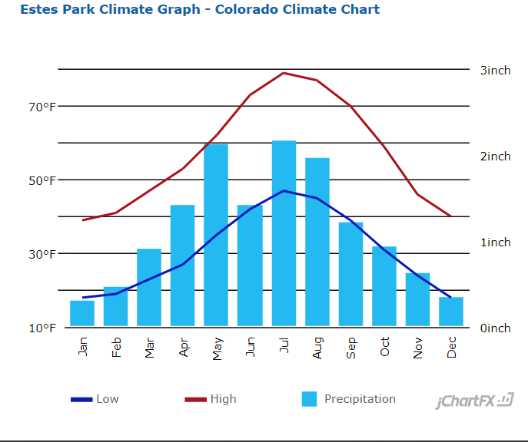 Estes Park Climate Graph - Colorado Climate Chart
3inch
70°F
2inch
50°F
1inch
30°F
10°F
0inch
Jan Feb Mar Apr May Jun Jul Aug Sep Oct Nov Dec
Low High Precipitation
jChartFX